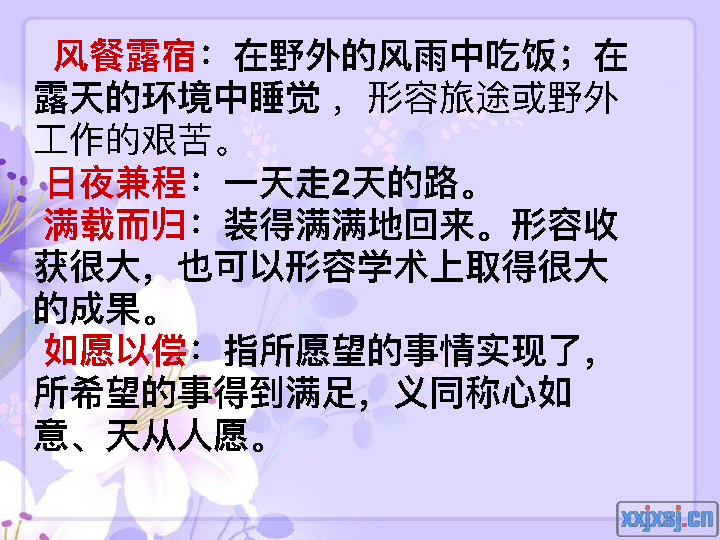 风餐露宿：在野外的风雨中吃饭；在
露天的环境中睡觉 ，形容旅途或野外
工作的艰苦。
日夜兼程：一天走2天的路。
满载而归：装得满满地回来。形容收
获很大，也可以形容学术上取得很大
的成果。
如愿以偿：指所愿望的事情实现了，
所希望的事得到满足，义同称心如
意、天从人愿。
xxjxsj.cn